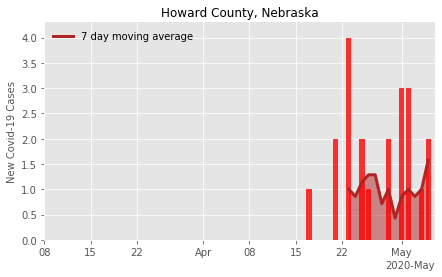 Howard County, Nebraska
7 day moving average
New Covid-19 Cases
4.0
3.5
3.0
2.5
2.0
1.5
1.0
0.5
0.0
08 15 22 Apr 08 15 22 May
2020-May